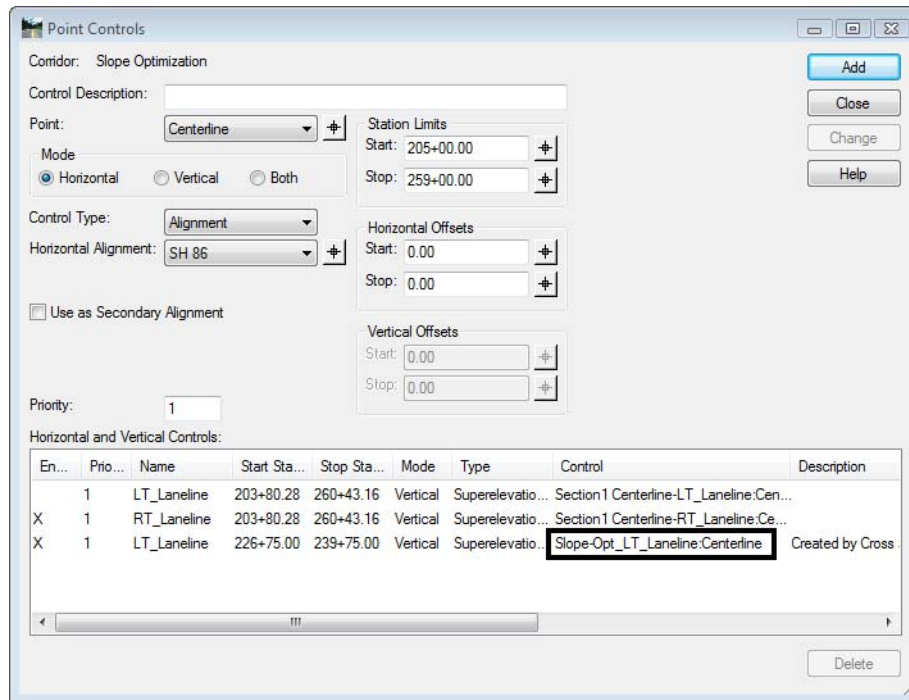 Point Controls
Corridor: Slope Optimization
Add
Control Description:
Close
Point: Centerline
Station Limits
Change
Start: 205+00.00
Mode
Horizontal Vertical Both
Stop: 259+00.00
Help
Control Type: Alignment
Horizontal Offsets
Horizontal Alignment: SH 86
Start: 0.00
Stop: 0.00
Use as Secondary Alignment
Vertical Offsets
Start: 0.00
Stop: 0.00
Priority: 1
Horizontal and Vertical Controls:
En... Prio... Name Start Sta... Stop Sta... Mode Type Control Description
1 LT_Laneline 203+80.28 260+43.16 Vertical Superelevatio... Section1 Centerline-LT_Laneline:Cen...
X 1 RT_Laneline 203+80.28 260+43.16 Vertical Superelevatio... Section1 Centerline-RT_Laneline:Ce...
X 1 LT_Laneline 226+75.00 239+75.00 Vertical Superelevatio... Slope-Opt_LT_Laneline:Centerline Created by Cross
Delete